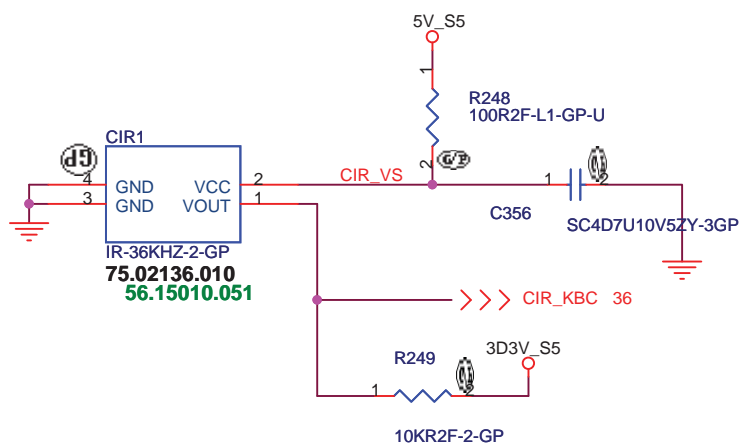 5V_S5
1
R248
100R2F-L1-GP-U
2
G/P
CIR1
GP
4 GND VCC 2
3 GND VOUT 1
CIR_VS
1 2
C356
SC4D7U10V5ZY-3GP
IR-36KHZ-2-GP
75.02136.010
56.15010.051
CIR_KBC 36
R249
3D3V_S5
1 2
10KR2F-2-GP